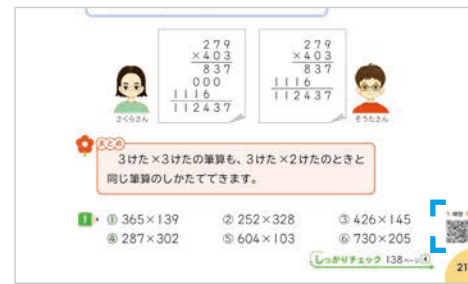 279
×403
837
000
1116
112437
さくらさん
279
×403
837
1116
112437
そうたさん
まとめ
3けた×3けたの筆算も、3けた×2けたのときと
同じ筆算のしかたでできます。
1 ① 365×139 ② 252×328 ③ 426×145
④ 287×302 ⑤ 604×103 ⑥ 730×205
しっかりチェック 138ページ 4
21